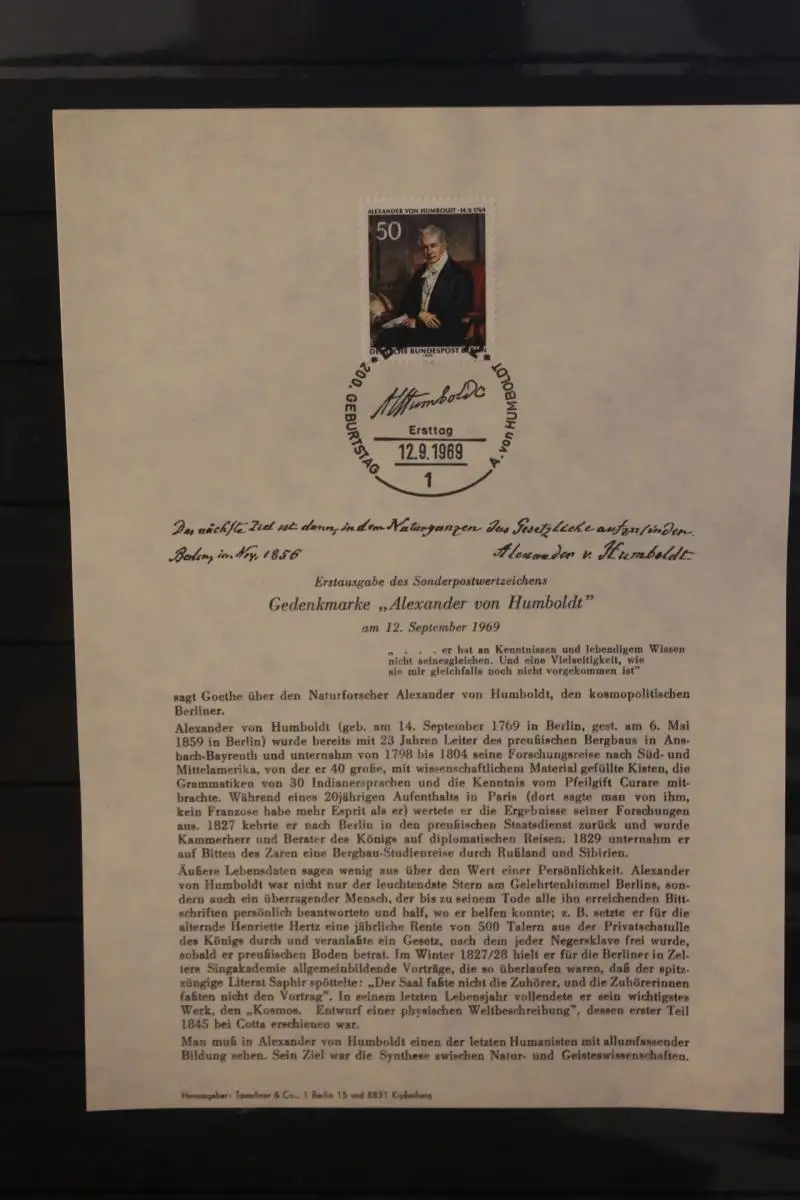 ALEXANDER VON HUMBOLDT · 14.9.1769
50
DEUTSCHE BUNDESPOST BERLIN
200. GEBURTSTAG
A. von HUMBOLDT
AHumboldt
Ersttag
12.9.1969
1
Das nächste Ziel ist dann, in dem Naturganzen das Gesetzliche aufzufinden.
Berlin, im Nov. 1856 Alexander v. Humboldt
Erstausgabe des Sonderpostwertzeichens
Gedenkmarke „Alexander von Humboldt”
am 12. September 1969
„ . . . er hat an Kenntnissen und lebendigem Wissen
nicht seinesgleichen. Und eine Vielseitigkeit, wie
sie mir gleichfalls noch nicht vorgekommen ist”
sagt Goethe über den Naturforscher Alexander von Humboldt, den kosmopolitischen
Berliner.
Alexander von Humboldt (geb. am 14. September 1769 in Berlin, gest. am 6. Mai
1859 in Berlin) wurde bereits mit 23 Jahren Leiter des preußischen Bergbaus in Ans-
bach-Bayreuth und unternahm von 1798 bis 1804 seine Forschungsreise nach Süd- und
Mittelamerika, von der er 40 große, mit wissenschaftlichem Material gefüllte Kisten, die
Grammatiken von 30 Indianersprachen und die Kenntnis vom Pfeilgift Curare mit-
brachte. Während eines 20jährigen Aufenthalts in Paris (dort sagte man von ihm,
kein Franzose habe mehr Esprit als er) wertete er die Ergebnisse seiner Forschungen
aus. 1827 kehrte er nach Berlin in den preußischen Staatsdienst zurück und wurde
Kammerherr und Berater des Königs auf diplomatischen Reisen. 1829 unternahm er
auf Bitten des Zaren eine Bergbau-Studienreise durch Rußland und Sibirien.
Äußere Lebensdaten sagen wenig aus über den Wert einer Persönlichkeit. Alexander
von Humboldt war nicht nur der leuchtendste Stern am Gelehrtenhimmel Berlins, son-
dern auch ein überragender Mensch, der bis zu seinem Tode alle ihn erreichenden Bitt-
schriften persönlich beantwortete und half, wo er helfen konnte; z. B. setzte er für die
alternde Henriette Hertz eine jährliche Rente von 500 Talern aus der Privatschatulle
des Königs durch und veranlaßte ein Gesetz, nach dem jeder Negersklave frei wurde,
sobald er preußischen Boden betrat. Im Winter 1827/28 hielt er für die Berliner in Zel-
ters Singakademie allgemeinbildende Vorträge, die so überlaufen waren, daß der spitz-
züngige Literat Saphir spöttelte: „Der Saal faßte nicht die Zuhörer, und die Zuhörerinnen
faßten nicht den Vortrag”. In seinem letzten Lebensjahr vollendete er sein wichtigstes
Werk, den „Kosmos. Entwurf einer physischen Weltbeschreibung”, dessen erster Teil
1845 bei Cotta erschienen war.
Man muß in Alexander von Humboldt einen der letzten Humanisten mit allumfassender
Bildung sehen. Sein Ziel war die Synthese zwischen Natur- und Geisteswissenschaften.
Herausgeber: Taeschner & Co., 1 Berlin 15 und 8831 Kipfenberg